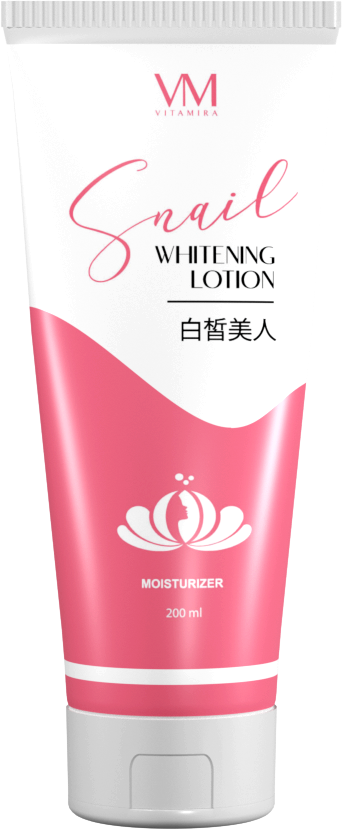 VM
VITAMIRA
Snail
WHITENING
LOTION
白皙美人
MOISTURIZER
200 ml